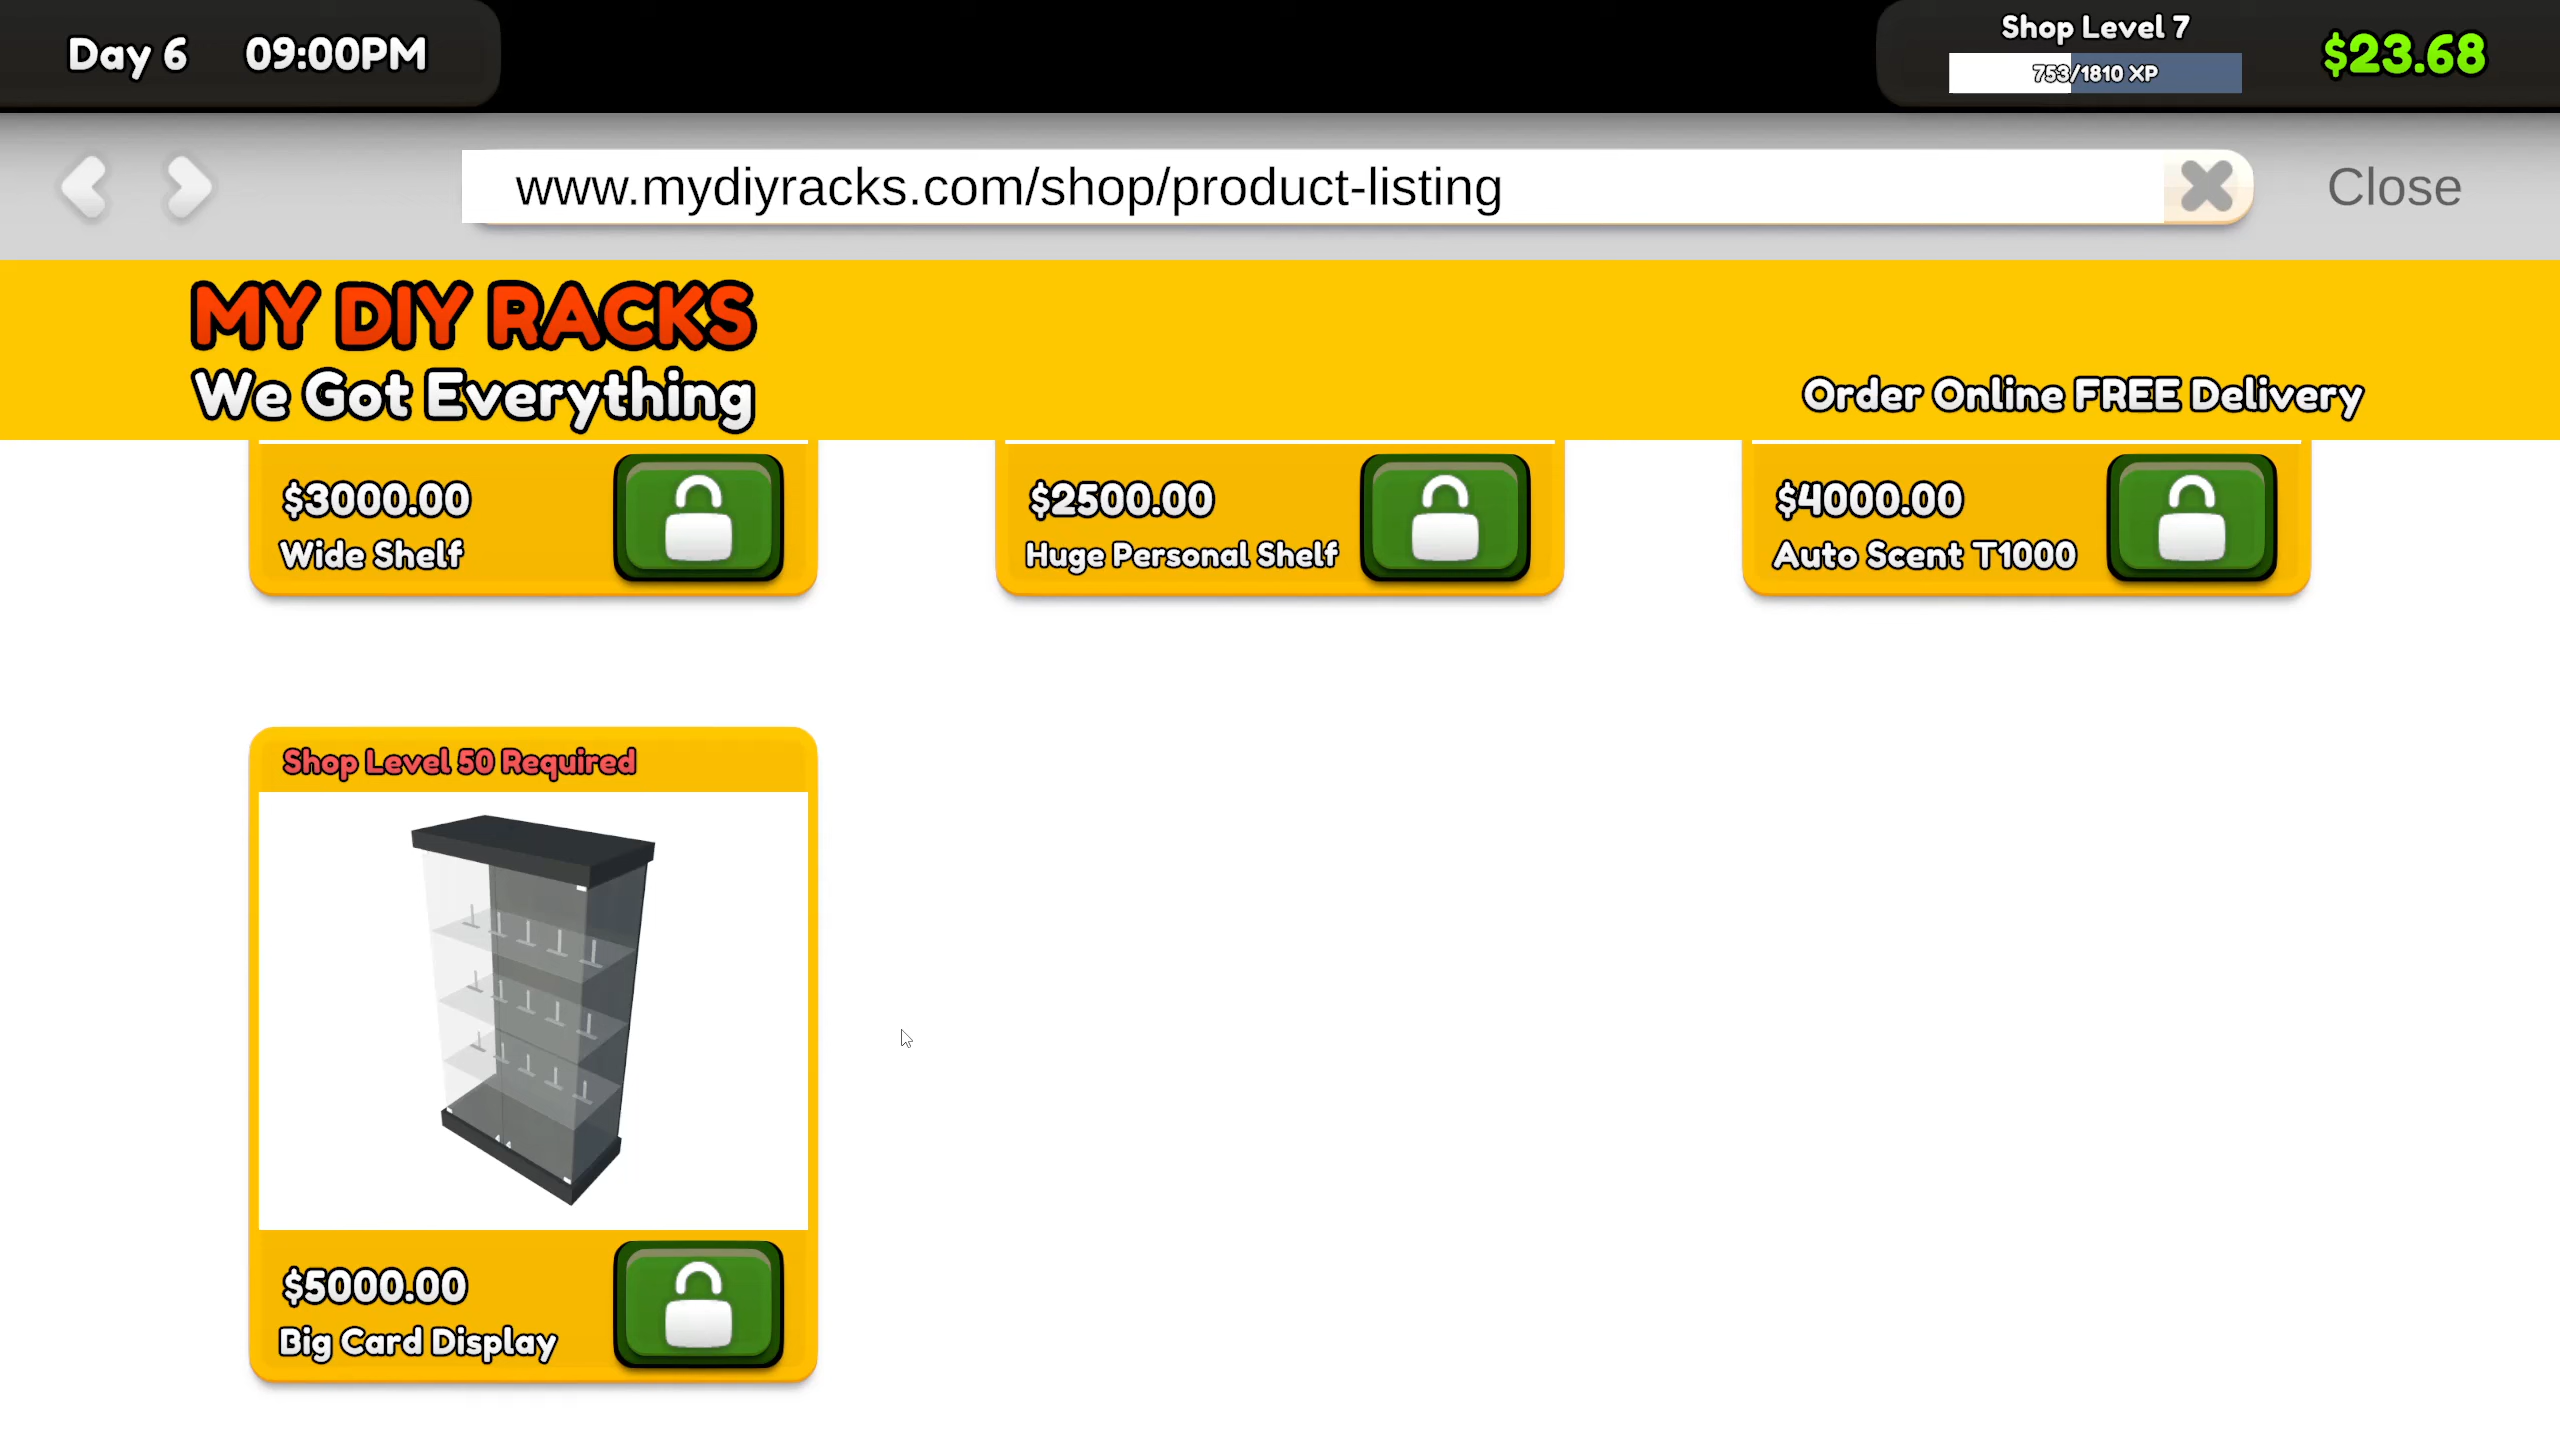 Day 6 09:00PM
Shop Level 7
753/1810 XP
$23.68
www.mydiyracks.com/shop/product-listing
Close
MY DIY RACKS
We Got Everything
Order Online FREE Delivery
$3000.00
Wide Shelf
$2500.00
Huge Personal Shelf
$4000.00
Auto Scent T1000
Shop Level 50 Required
$5000.00
Big Card Display